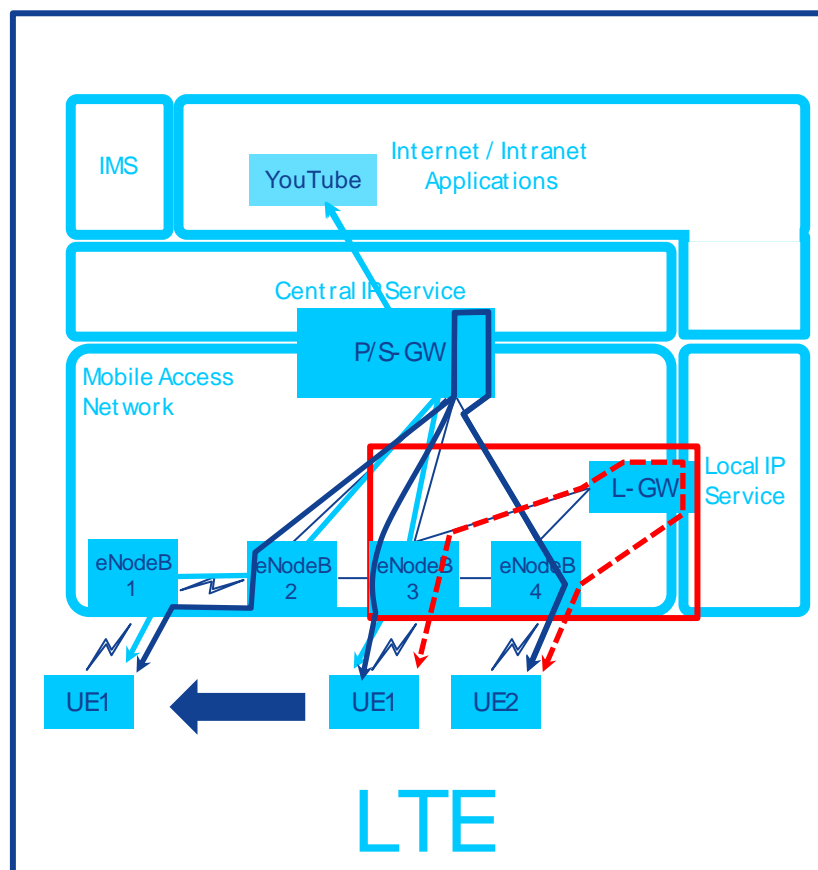 IMS
Internet / Intranet
Applications
YouTube
Central IP Service
P/S-GW
Mobile Access
Network
L-GW
Local IP
Service
eNodeB
1
eNodeB
2
eNodeB
3
eNodeB
4
UE1
UE1
UE2
LTE